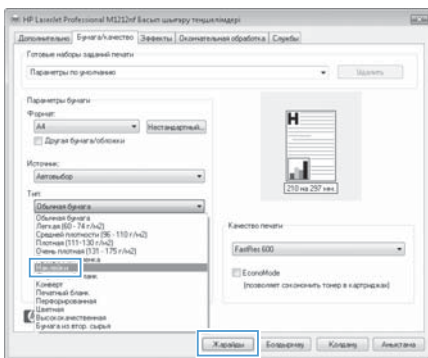 HP LaserJet Professional M1212nf Басып шығару теңшелімдері
Дополнительно Бумага/качество Эффекты Окончательная обработка Службы
Готовые наборы заданий печати
Параметры по умолчанию Удалить
Параметры бумаги
Формат:
A4 Нестандартный...
Другая бумага/обложки
Источник:
Автовыбор
210 на 297 мм.
Тип:
Обычная бумага
Обычная бумага
Легкая (60 - 74 г/м2)
Средней плотности (96 - 110 г/м2)
Плотная (111-130 г/м2)
Очень плотная (131 - 175 г/м2)
Наклейки
Конверт
Печатный бланк.
Перфорированная
Цветная
Высококачественная
Бумага из втор. сырья
Качество печати
FastRes 600
EconoMode
(позволяет сэкономить тонер в картриджах)
Жарайды Болдырмау Қолдану Анықтама